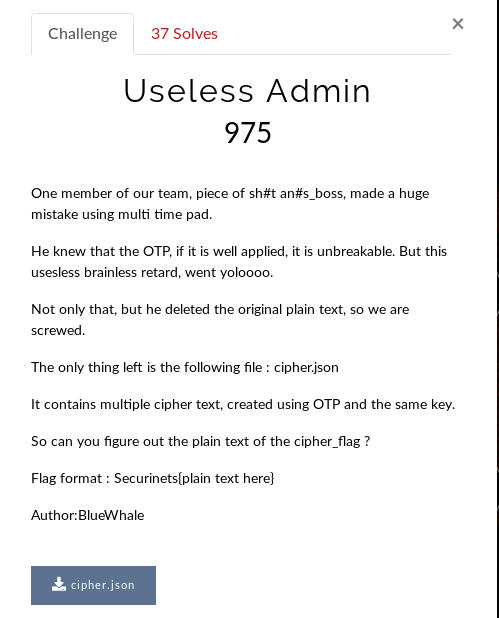 Challenge
37 Solves
×
Useless Admin
975
One member of our team, piece of sh#t an#s_boss, made a huge
mistake using multi time pad.
He knew that the OTP, if it is well applied, it is unbreakable. But this
usesless brainless retard, went yoloooo.
Not only that, but he deleted the original plain text, so we are
screwed.
The only thing left is the following file : cipher.json
It contains multiple cipher text, created using OTP and the same key.
So can you figure out the plain text of the cipher_flag ?
Flag format : Securinets{plain text here}
Author:BlueWhale
cipher.json